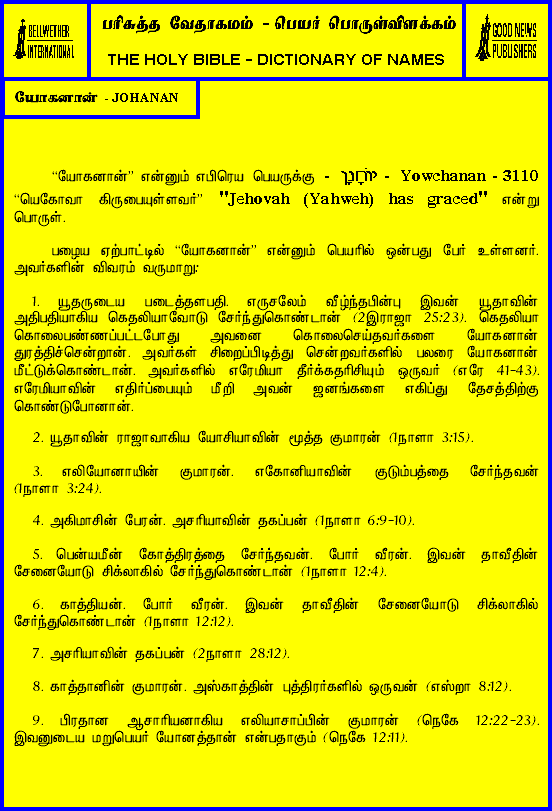 BELLWETHER
INTERNATIONAL
பரிசுத்த வேதாகமம் - பெயர் பொருள்விளக்கம்
THE HOLY BIBLE - DICTIONARY OF NAMES
GOOD NEWS
PUBLISHERS
யோகனான் - JOHANAN
“யோகனான்” என்னும் எபிரெய பெயருக்கு - יוֹחָנָן - Yowchanan - 3110
“யெகோவா கிருபையுள்ளவர்” "Jehovah (Yahweh) has graced" என்று
பொருள்.
பழைய ஏற்பாட்டில் “யோகனான்” என்னும் பெயரில் ஒன்பது பேர் உள்ளனர்.
அவர்களின் விவரம் வருமாறு:
1. யூதருடைய படைத்தளபதி. எருசலேம் வீழ்ந்தபின்பு இவன் யூதாவின்
அதிபதியாகிய கெதலியாவோடு சேர்ந்துகொண்டான் (2இராஜா 25:23). கெதலியா
கொலைபண்ணப்பட்டபோது அவனை கொலைசெய்தவர்களை யோகனான்
துரத்திச்சென்றான். அவர்கள் சிறைப்பிடித்து சென்றவர்களில் பலரை யோகனான்
மீட்டுக்கொண்டான். அவர்களில் எரேமியா தீர்க்கதரிசியும் ஒருவர் (எரே 41-43).
எரேமியாவின் எதிர்ப்பையும் மீறி அவன் ஜனங்களை எகிப்து தேசத்திற்கு
கொண்டுபோனான்.
2. யூதாவின் ராஜாவாகிய யோசியாவின் மூத்த குமாரன் (1நாளா 3:15).
3. எலியோனாயின் குமாரன். எகோனியாவின் குடும்பத்தை சேர்ந்தவன்
(1நாளா 3:24).
4. அகிமாசின் பேரன். அசரியாவின் தகப்பன் (1நாளா 6:9-10).
5. பென்யமீன் கோத்திரத்தை சேர்ந்தவன். போர் வீரன். இவன் தாவீதின்
சேனையோடு சிக்லாகில் சேர்ந்துகொண்டான் (1நாளா 12:4).
6. காத்தியன். போர் வீரன். இவன் தாவீதின் சேனையோடு சிக்லாகில்
சேர்ந்துகொண்டான் (1நாளா 12:12).
7. அசரியாவின் தகப்பன் (2நாளா 28:12).
8. காத்தானின் குமாரன். அஸ்காத்தின் புத்திரர்களில் ஒருவன் (எஸ்றா 8:12).
9. பிரதான ஆசாரியனாகிய எலியாசாப்பின் குமாரன் (நெகே 12:22-23).
இவனுடைய மறுபெயர் யோனத்தான் என்பதாகும் (நெகே 12:11).